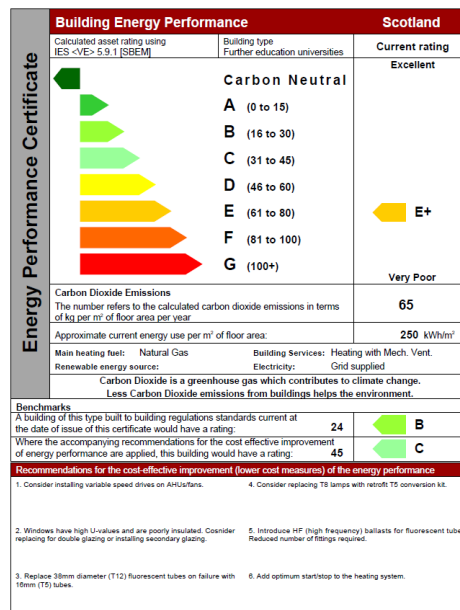 Energy Performance Certificate
Building Energy Performance
Scotland
Calculated asset rating using
IES <VE> 5.9.1 [SBEM]
Building type
Further education universities
Current rating
Excellent
Carbon Neutral
A (0 to 15)
B (16 to 30)
C (31 to 45)
D (46 to 60)
E (61 to 80)
E+
F (81 to 100)
G (100+)
Very Poor
Carbon Dioxide Emissions
The number refers to the calculated carbon dioxide emissions in terms
of kg per m² of floor area per year
65
Approximate current energy use per m² of floor area:
250 kWh/m²
Main heating fuel: Natural Gas
Building Services: Heating with Mech. Vent.
Renewable energy source:
Electricity: Grid supplied
Carbon Dioxide is a greenhouse gas which contributes to climate change.
Less Carbon Dioxide emissions from buildings helps the environment.
Benchmarks
A building of this type built to building regulations standards current at
the date of issue of this certificate would have a rating:
24
B
Where the accompanying recommendations for the cost effective improvement
of energy performance are applied, this building would have a rating:
45
C
Recommendations for the cost-effective improvement (lower cost measures) of the energy performance
1. Consider installing variable speed drives on AHUs/fans.
4. Consider replacing T8 lamps with retrofit T5 conversion kit.
2. Windows have high U-values and are poorly insulated. Cosnider
replacing for double glazing or installing secondary glazing.
5. Introduce HF (high frequency) ballasts for fluorescent tube
Reduced number of fittings required.
3. Replace 38mm diameter (T12) fluorescent tubes on failure with
16mm (T5) tubes.
6. Add optimum start/stop to the heating system.